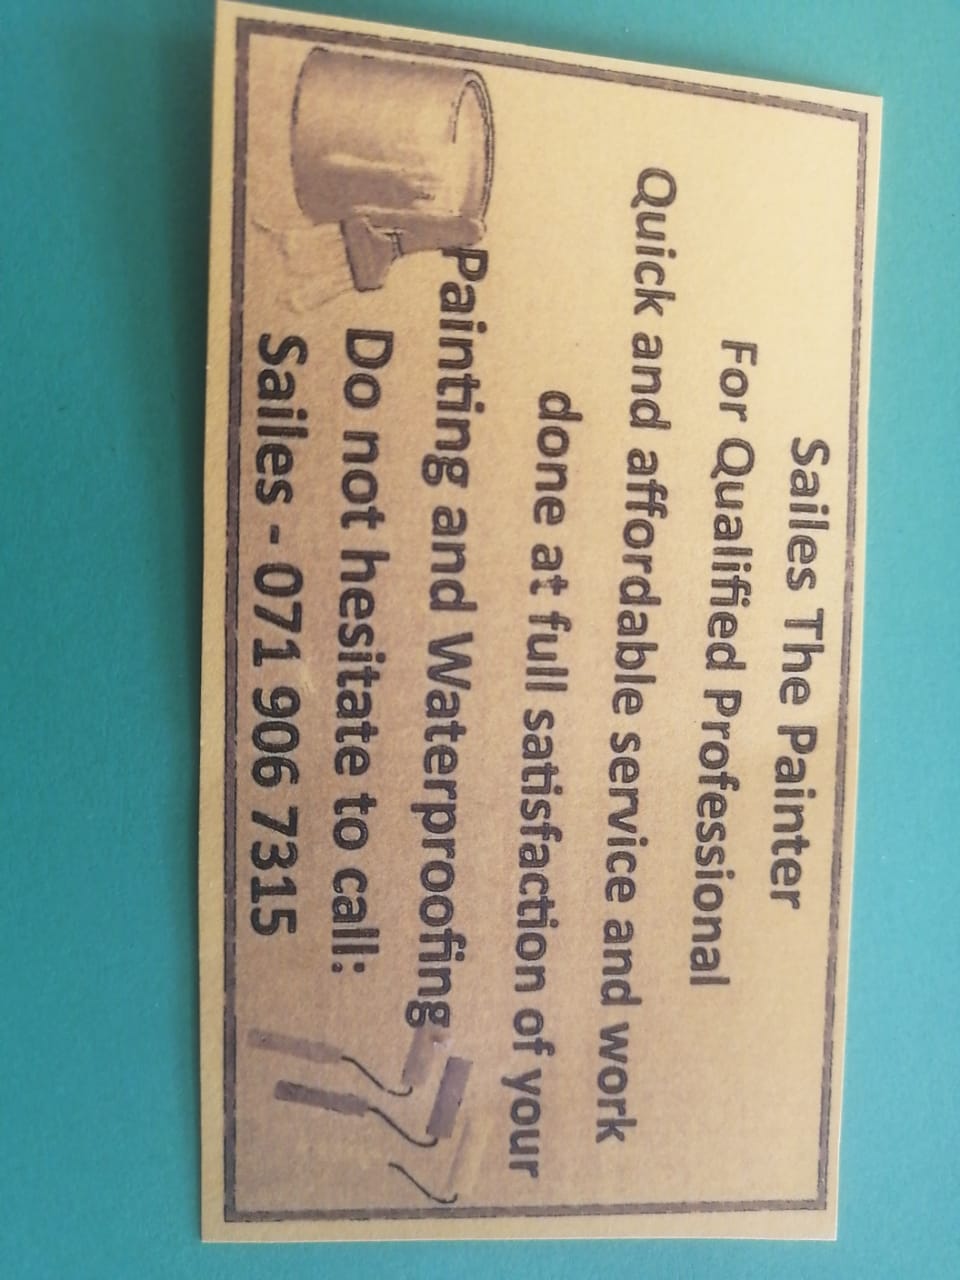 Sailes The Painter
For Qualified Professional
Quick and affordable service and work
done at full satisfaction of your
Painting and Waterproofing
Do not hesitate to call:
Sailes - 071 906 7315